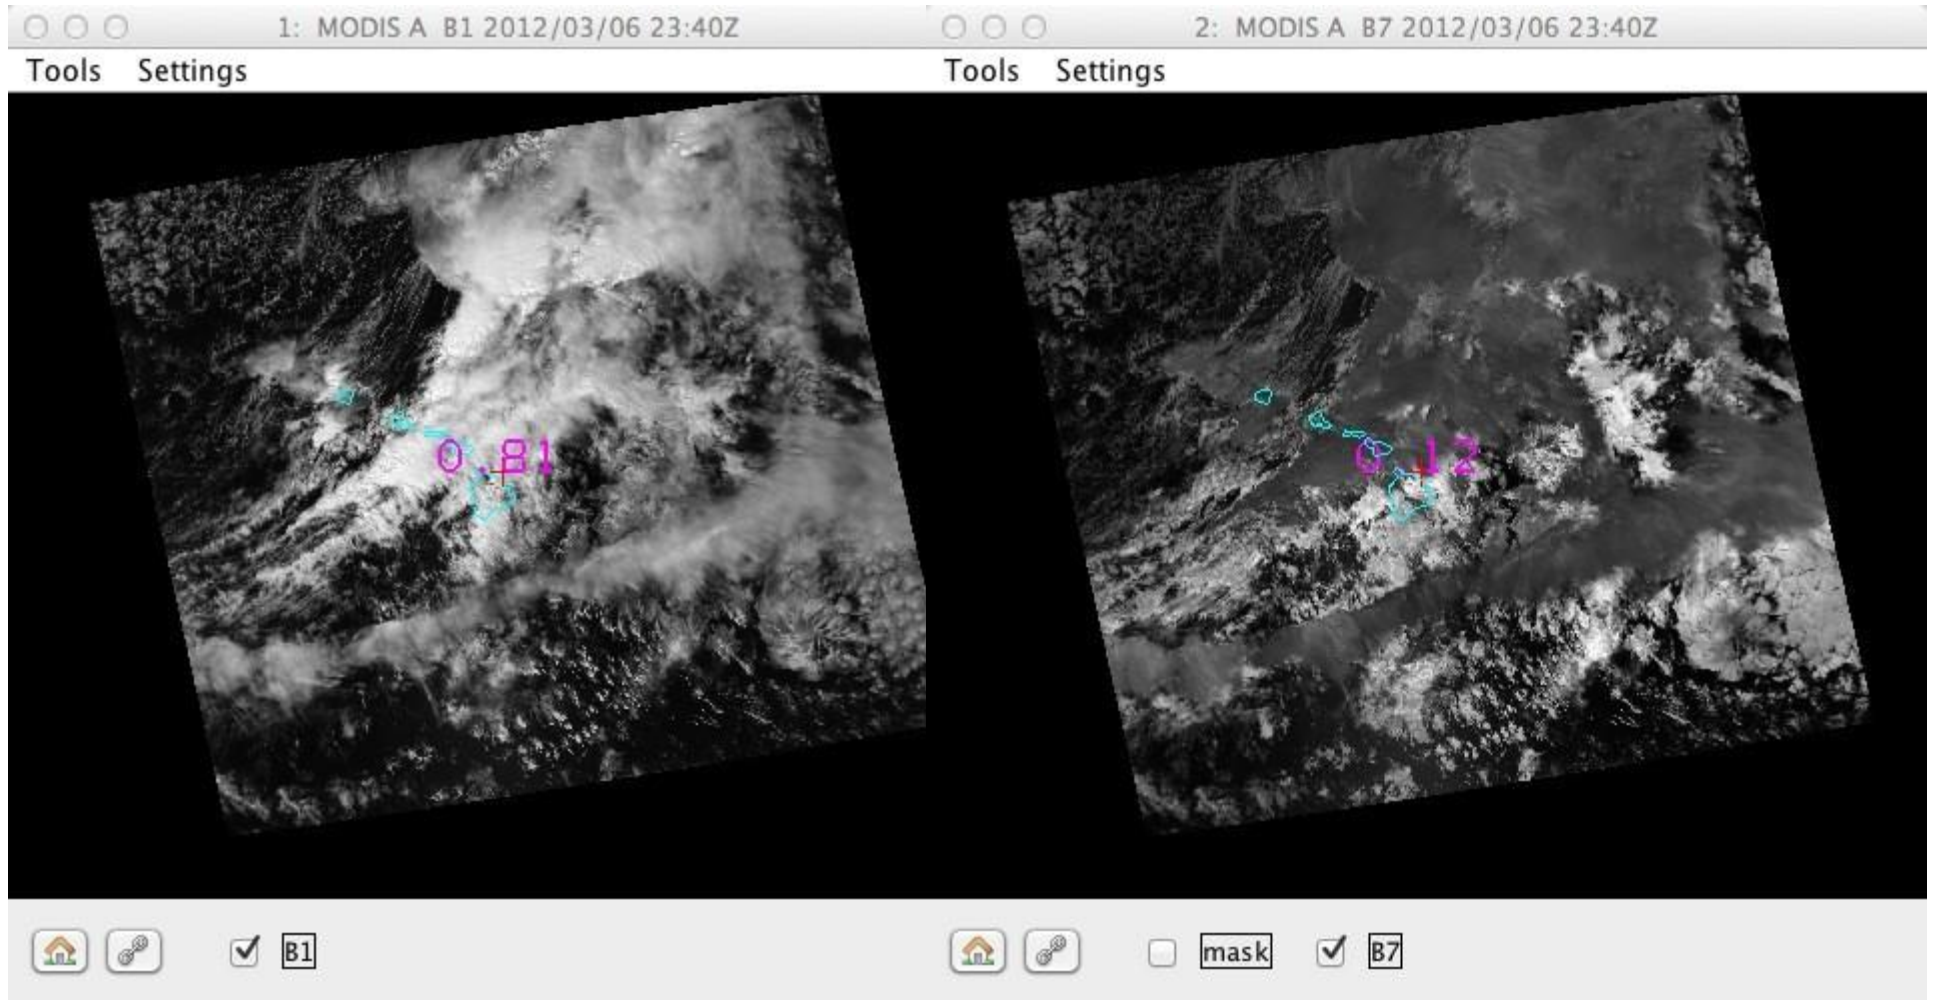 1: MODIS A B1 2012/03/06 23:40Z
Tools Settings
0.81
B1
2: MODIS A B7 2012/03/06 23:40Z
Tools Settings
0.12
mask B7